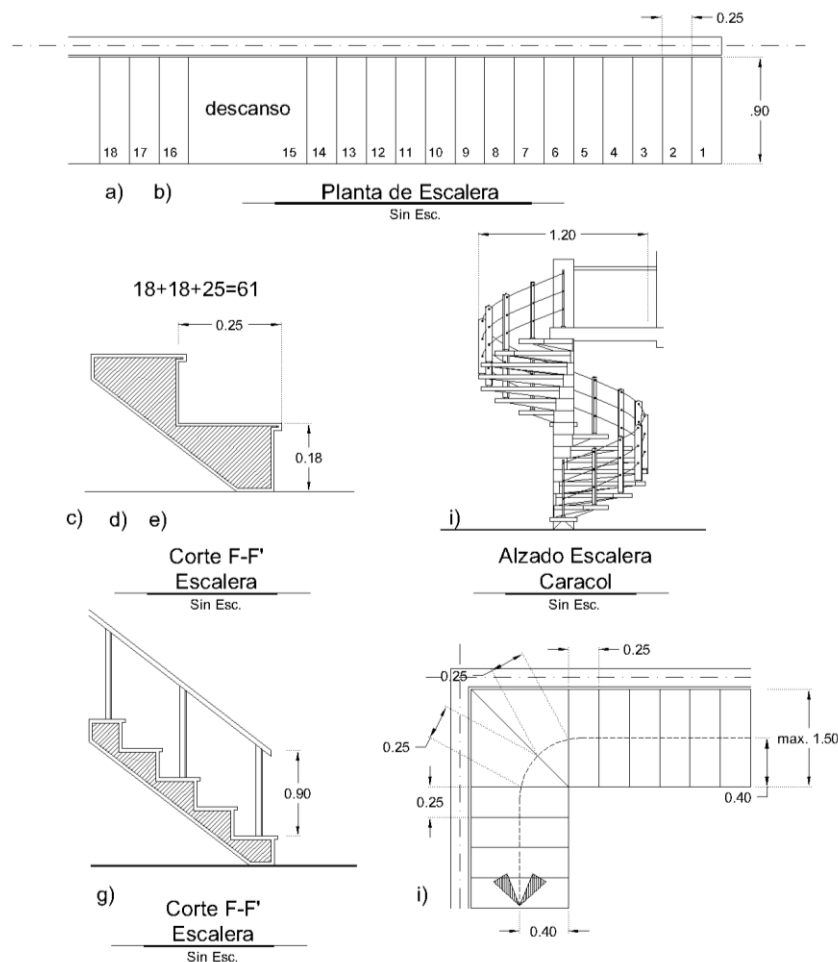 0.25
descanso
.90
18 17 16 15 14 13 12 11 10 9 8 7 6 5 4 3 2 1
a) b)
Planta de Escalera
Sin Esc.
1.20
18+18+25=61
0.25
0.18
c) d) e)
i)
Corte F-F'
Escalera
Sin Esc.
Alzado Escalera
Caracol
Sin Esc.
0.25
0.25
0.25
max. 1.50
0.90
0.25
0.40
g)
i)
Corte F-F'
Escalera
Sin Esc.
0.40